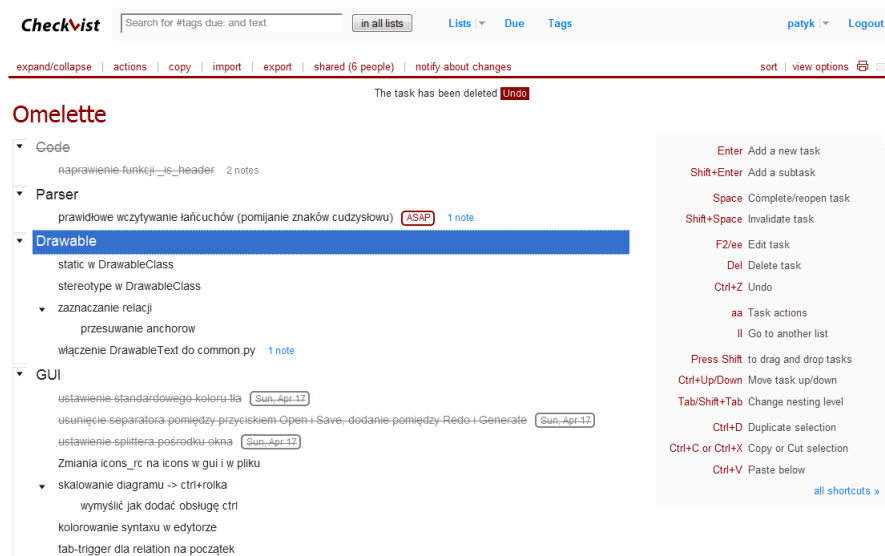 Checkvist Search for #tags due: and text in all lists Lists Due Tags patyk Logout
expand/collapse | actions | copy | import | export | shared (6 people) | notify about changes sort | view options
The task has been deleted Undo
Omelette
Code
naprawienie funkcji _is_header 2 notes
Parser
prawidłowe wczytywanie łańcuchów (pomijanie znaków cudzysłowu) ASAP 1 note
Drawable
static w DrawableClass
stereotype w DrawableClass
zaznaczanie relacji
przesuwanie anchorow
włączenie DrawableText do common.py 1 note
GUI
ustawienie standardowego koloru tła Sun, Apr 17
usunięcie separatora pomiędzy przyciskiem Open i Save, dodanie pomiędzy Redo i Generate Sun, Apr 17
ustawienie splittera pośrodku okna Sun, Apr 17
Zmiania icons_rc na icons w gui i w pliku
skalowanie diagramu -> ctrl+rolka
wymyślić jak dodać obsługę ctrl
kolorowanie syntaxu w edytorze
tab-trigger dla relation na początek
Enter Add a new task
Shift+Enter Add a subtask
Space Complete/reopen task
Shift+Space Invalidate task
F2/ee Edit task
Del Delete task
Ctrl+Z Undo
aa Task actions
ll Go to another list
Press Shift to drag and drop tasks
Ctrl+Up/Down Move task up/down
Tab/Shift+Tab Change nesting level
Ctrl+D Duplicate selection
Ctrl+C or Ctrl+X Copy or Cut selection
Ctrl+V Paste below
all shortcuts »